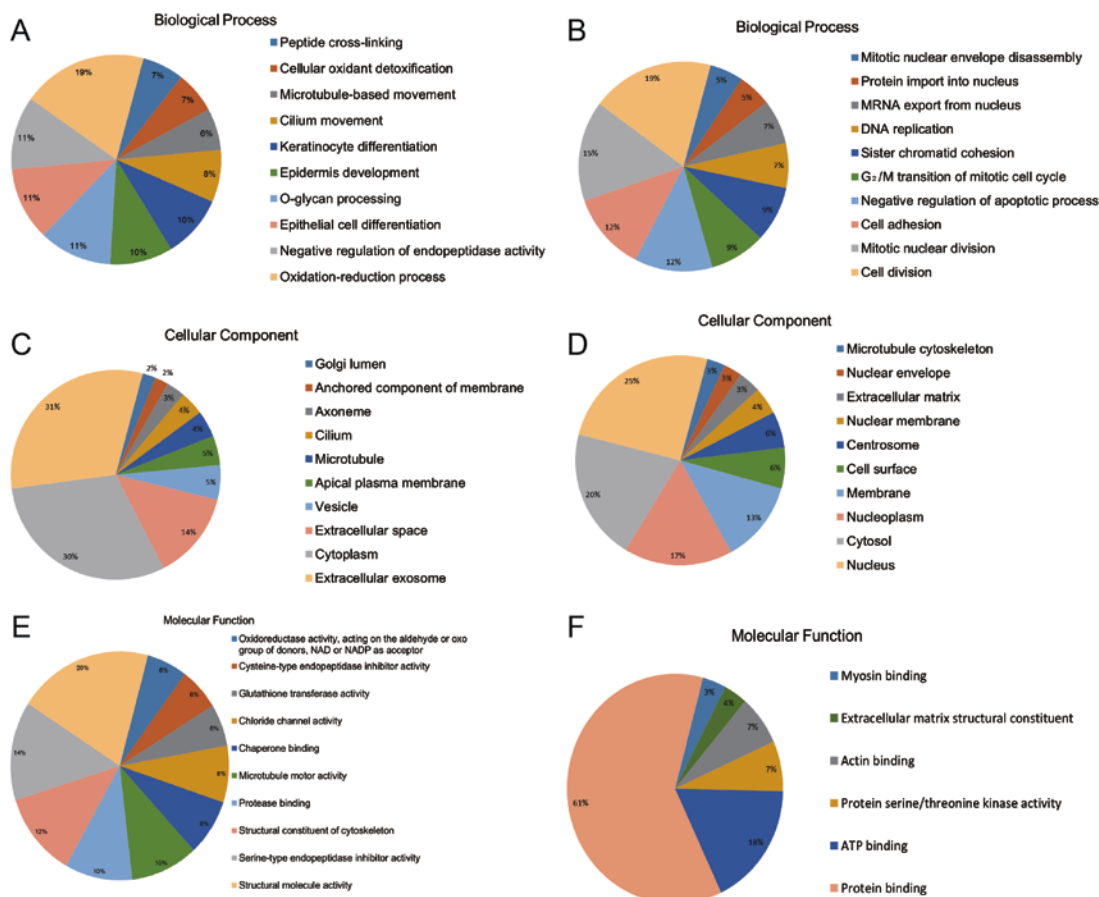 A
Biological Process
19%
7%
7%
6%
8%
10%
10%
11%
11%
11%
Peptide cross-linking
Cellular oxidant detoxification
Microtubule-based movement
Cilium movement
Keratinocyte differentiation
Epidermis development
O-glycan processing
Epithelial cell differentiation
Negative regulation of endopeptidase activity
Oxidation-reduction process
B
Biological Process
19%
5%
5%
7%
7%
9%
9%
12%
12%
15%
Mitotic nuclear envelope disassembly
Protein import into nucleus
MRNA export from nucleus
DNA replication
Sister chromatid cohesion
G₂/M transition of mitotic cell cycle
Negative regulation of apoptotic process
Cell adhesion
Mitotic nuclear division
Cell division
C
Cellular Component
31%
2%
2%
3%
4%
4%
5%
5%
14%
30%
Golgi lumen
Anchored component of membrane
Axoneme
Cilium
Microtubule
Apical plasma membrane
Vesicle
Extracellular space
Cytoplasm
Extracellular exosome
D
Cellular Component
25%
3%
3%
3%
4%
6%
6%
13%
17%
20%
Microtubule cytoskeleton
Nuclear envelope
Extracellular matrix
Nuclear membrane
Centrosome
Cell surface
Membrane
Nucleoplasm
Cytosol
Nucleus
E
Molecular Function
6%
6%
8%
10%
10%
12%
14%
Oxidoreductase activity, acting on the aldehyde or oxo
group of donors, NAD or NADP as acceptor
Cysteine-type endopeptidase inhibitor activity
Glutathione transferase activity
Chloride channel activity
Chaperone binding
Microtubule motor activity
Protease binding
Structural constituent of cytoskeleton
Serine-type endopeptidase inhibitor activity
Structural molecule activity
F
Molecular Function
3%
4%
7%
7%
18%
61%
Myosin binding
Extracellular matrix structural constituent
Actin binding
Protein serine/threonine kinase activity
ATP binding
Protein binding